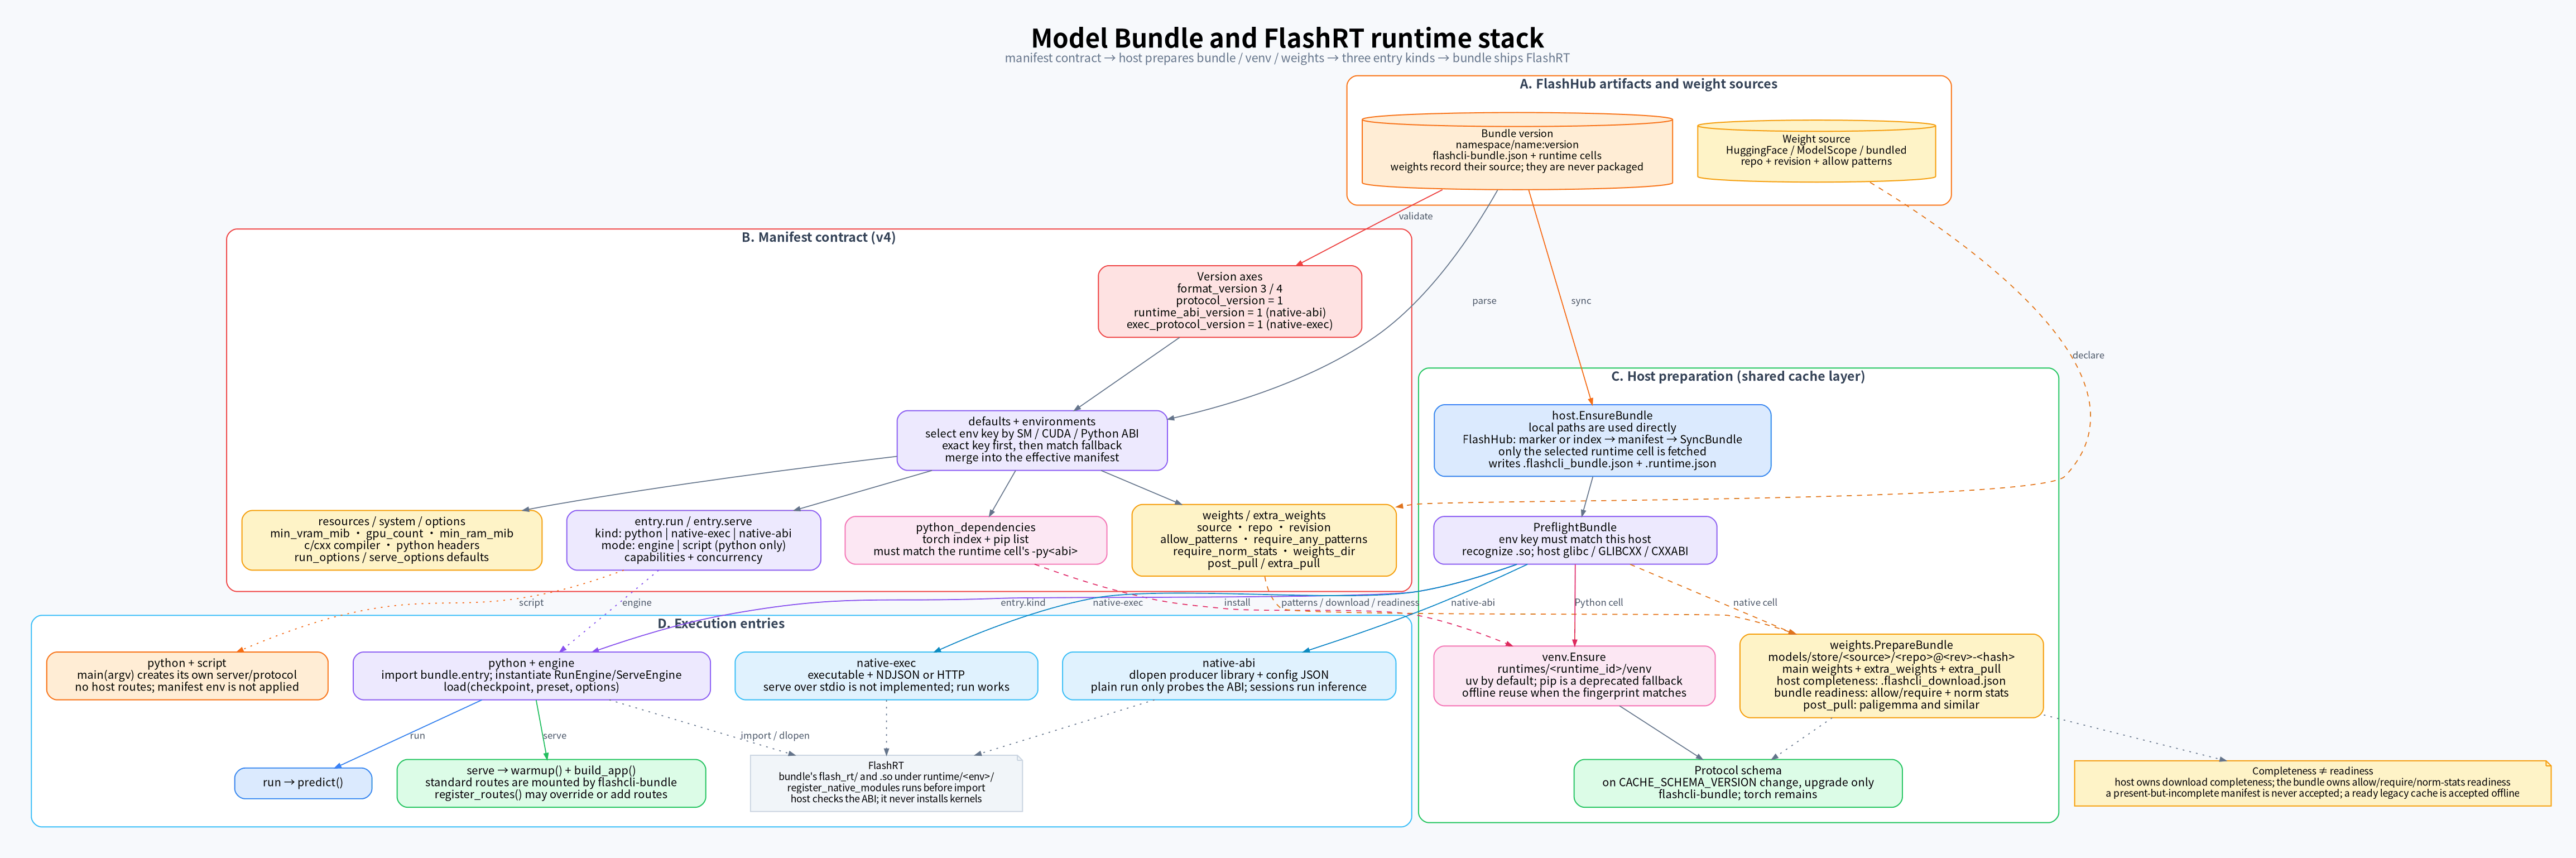 Model Bundle and FlashRT runtime stack
manifest contract → host prepares bundle / venv / weights → three entry kinds → bundle ships FlashRT
A. FlashHub artifacts and weight sources
Bundle version
namespace/name:version
flashcli-bundle.json + runtime cells
weights record their source; they are never packaged
Weight source
HuggingFace / ModelScope / bundled
repo + revision + allow patterns
validate
parse
sync
declare
B. Manifest contract (v4)
Version axes
format_version 3 / 4
protocol_version = 1
runtime_abi_version = 1 (native-abi)
exec_protocol_version = 1 (native-exec)
defaults + environments
select env key by SM / CUDA / Python ABI
exact key first, then match fallback
merge into the effective manifest
resources / system / options
min_vram_mib • gpu_count • min_ram_mib
c/cxx compiler • python headers
run_options / serve_options defaults
entry.run / entry.serve
kind: python | native-exec | native-abi
mode: engine | script (python only)
capabilities + concurrency
python_dependencies
torch index + pip list
must match the runtime cell's -py<abi>
weights / extra_weights
source • repo • revision
allow_patterns • require_any_patterns
require_norm_stats • weights_dir
post_pull / extra_pull
C. Host preparation (shared cache layer)
host.EnsureBundle
local paths are used directly
FlashHub: marker or index → manifest → SyncBundle
only the selected runtime cell is fetched
writes .flashcli_bundle.json + .runtime.json
PreflightBundle
env key must match this host
recognize .so; host glibc / GLIBCXX / CXXABI
script
engine
entry.kind
native-exec
install
patterns / download / readiness
native-abi
Python cell
native cell
venv.Ensure
runtimes/<runtime_id>/venv
uv by default; pip is a deprecated fallback
offline reuse when the fingerprint matches
weights.PrepareBundle
models/store/<source>/<repo>@<rev>-<hash>
main weights + extra_weights + extra_pull
host completeness: .flashcli_download.json
bundle readiness: allow/require + norm stats
post_pull: paligemma and similar
Protocol schema
on CACHE_SCHEMA_VERSION change, upgrade only
flashcli-bundle; torch remains
D. Execution entries
python + script
main(argv) creates its own server/protocol
no host routes; manifest env is not applied
python + engine
import bundle.entry; instantiate RunEngine/ServeEngine
load(checkpoint, preset, options)
native-exec
executable + NDJSON or HTTP
serve over stdio is not implemented; run works
native-abi
dlopen producer library + config JSON
plain run only probes the ABI; sessions run inference
run
serve
import / dlopen
run → predict()
serve → warmup() + build_app()
standard routes are mounted by flashcli-bundle
register_routes() may override or add routes
FlashRT
bundle's flash_rt/ and .so under runtime/<env>/
register_native_modules runs before import
host checks the ABI; it never installs kernels
Completeness ≠ readiness
host owns download completeness; the bundle owns allow/require/norm-stats readiness
a present-but-incomplete manifest is never accepted; a ready legacy cache is accepted offline